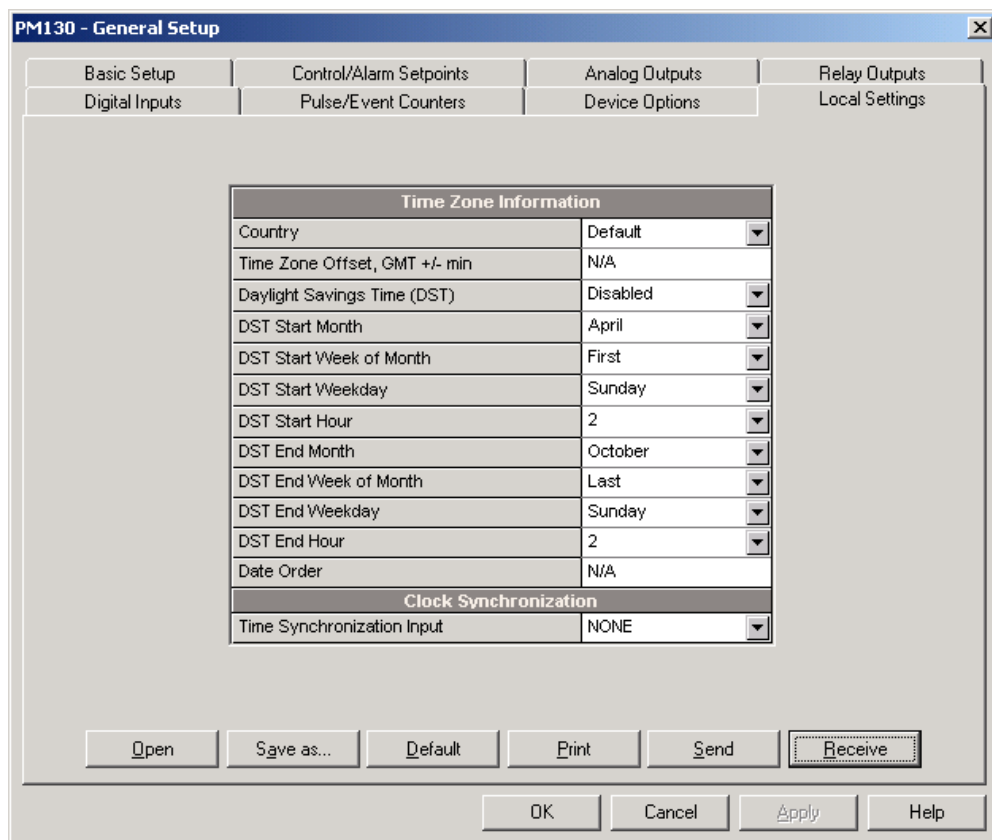 PM130 - General Setup
Basic Setup Control/Alarm Setpoints Analog Outputs Relay Outputs
Digital Inputs Pulse/Event Counters Device Options Local Settings
Time Zone Information
Country Default
Time Zone Offset, GMT +/- min N/A
Daylight Savings Time (DST) Disabled
DST Start Month April
DST Start Week of Month First
DST Start Weekday Sunday
DST Start Hour 2
DST End Month October
DST End Week of Month Last
DST End Weekday Sunday
DST End Hour 2
Date Order N/A
Clock Synchronization
Time Synchronization Input NONE
Open Save as... Default Print Send Receive
OK Cancel Apply Help